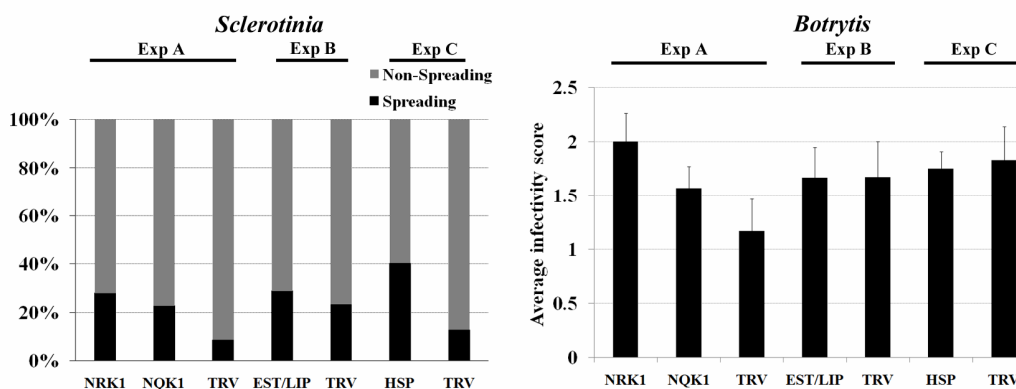 Sclerotinia
Exp A Exp B Exp C
Non-Spreading
Spreading
100%
80%
60%
40%
20%
0%
NRK1 NQK1 TRV EST/LIP TRV HSP TRV
Botrytis
Exp A Exp B Exp C
Average infectivity score
2.5
2
1.5
1
0.5
0
NRK1 NQK1 TRV EST/LIP TRV HSP TRV